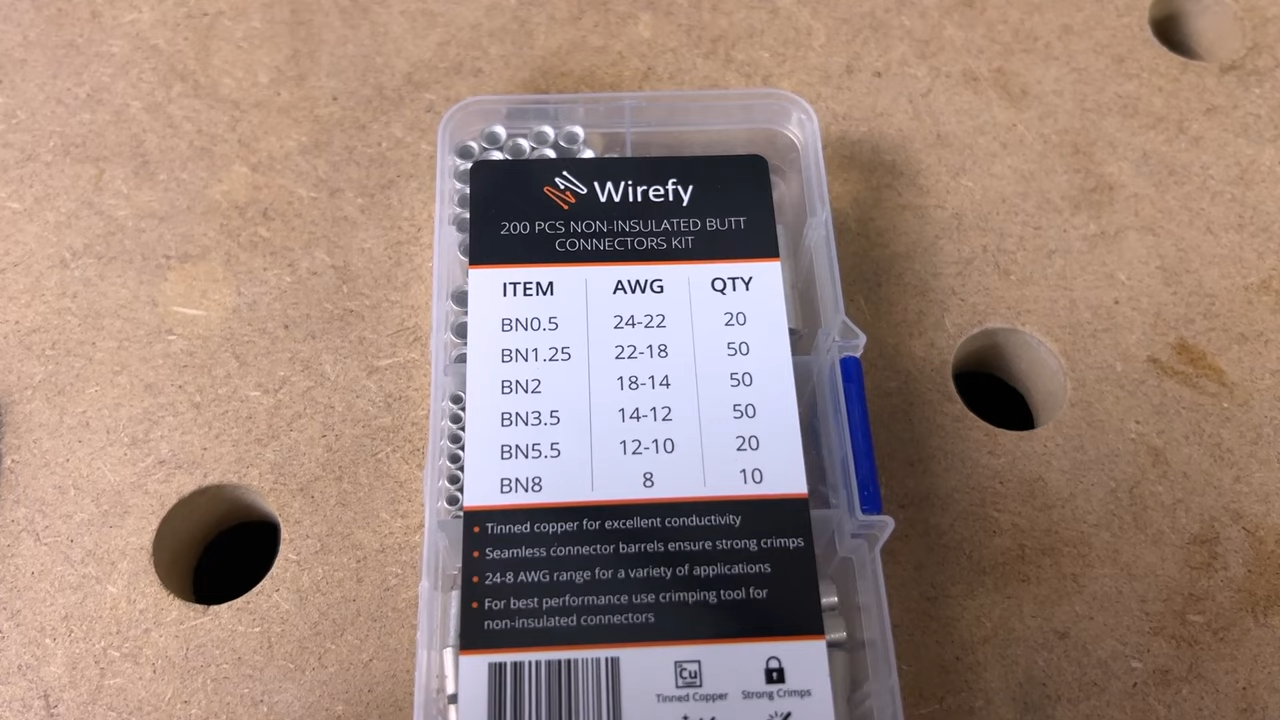 Wirefy
200 PCS NON-INSULATED BUTT
CONNECTORS KIT
ITEM AWG QTY
BN0.5 24-22 20
BN1.25 22-18 50
BN2 18-14 50
BN3.5 14-12 50
BN5.5 12-10 20
BN8 8 10
• Tinned copper for excellent conductivity
• Seamless connector barrels ensure strong crimps
• 24-8 AWG range for a variety of applications
• For best performance use crimping tool for
non-insulated connectors
Cu
Tinned Copper Strong Crimps